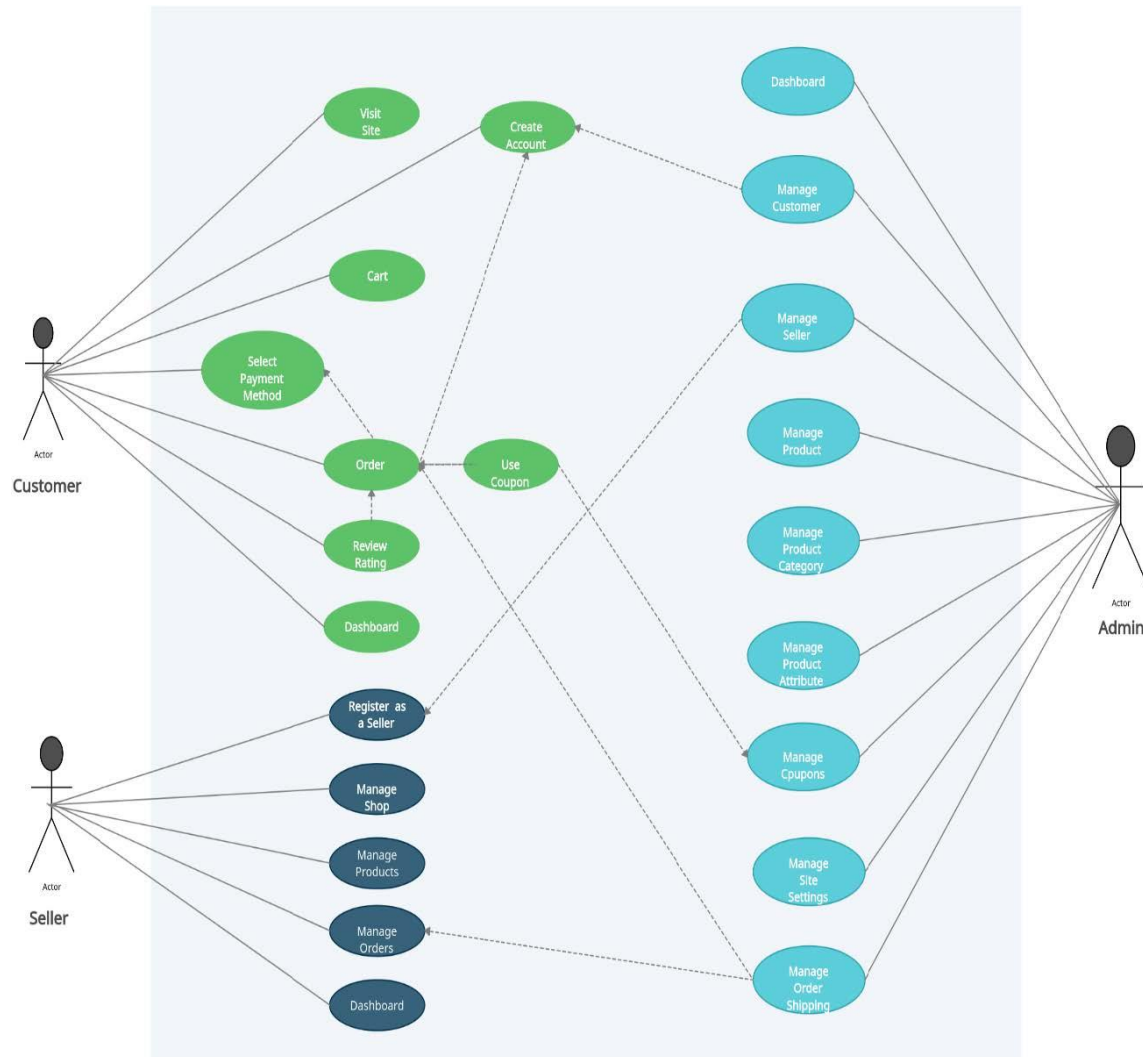 Visit
Site
Create
Account
Cart
Select
Payment
Method
Order
Use
Coupon
Review
Rating
Dashboard
Actor
Customer
Register as
a Seller
Manage
Shop
Manage
Products
Manage
Orders
Dashboard
Actor
Seller
Dashboard
Manage
Customer
Manage
Seller
Manage
Product
Manage
Product
Category
Manage
Product
Attribute
Manage
Cpupons
Manage
Site
Settings
Manage
Order
Shipping
Actor
Admin